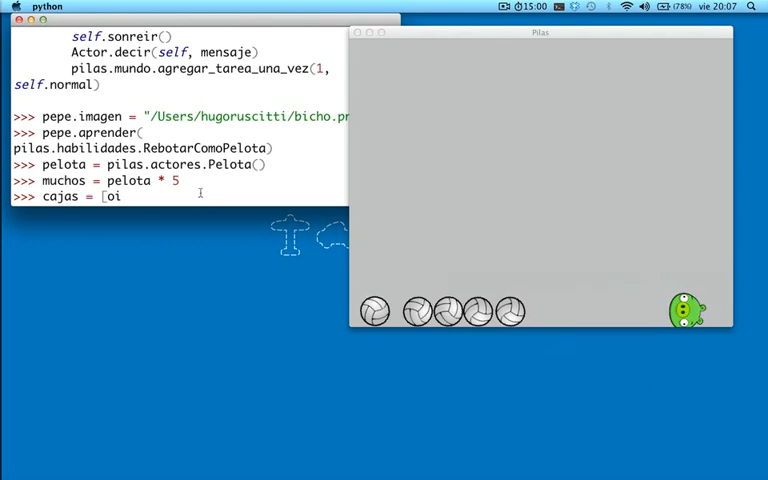 python
15:00
(78%)
vie 20:07
Pilas
self.sonreir()
Actor.decir(self, mensaje)
pilas.mundo.agregar_tarea_una_vez(1,
self.normal)
>>> pepe.imagen = "/Users/hugoruscitti/bicho.pn
>>> pepe.aprender(
pilas.habilidades.RebotarComoPelota)
>>> pelota = pilas.actores.Pelota()
>>> muchos = pelota * 5
>>> cajas = [oi